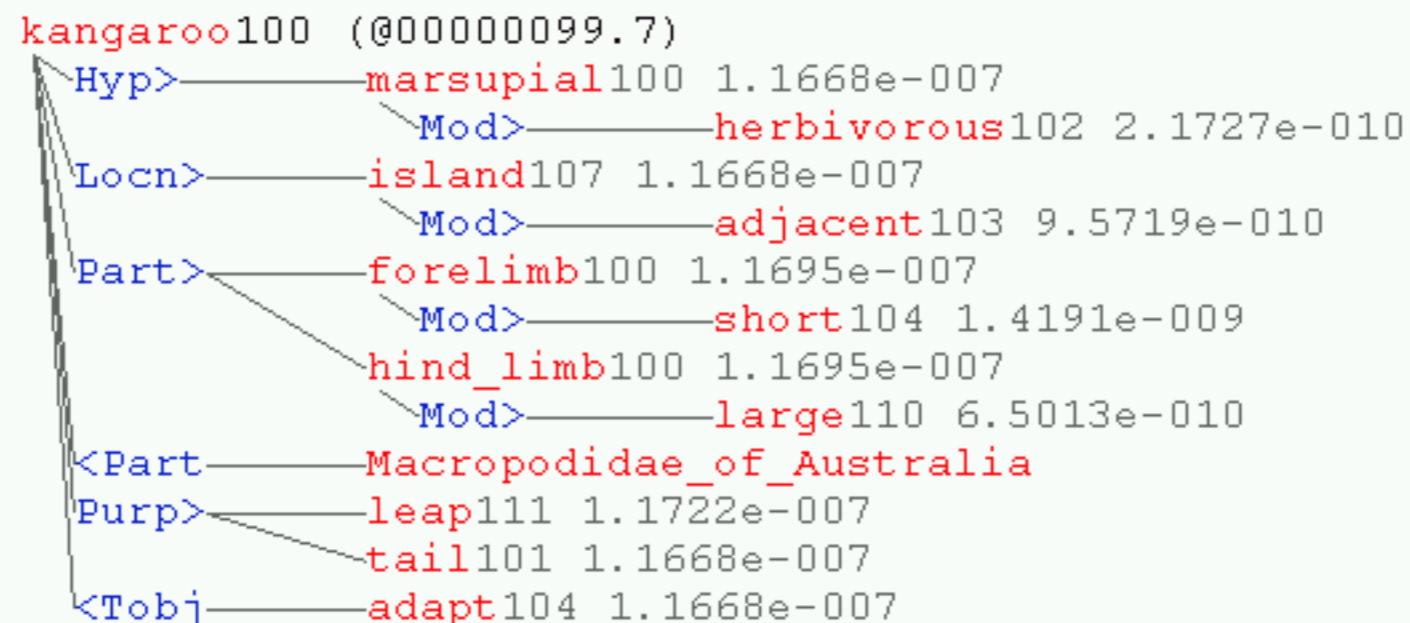 kangaroo100 (@00000099.7)
Hyp> marsupial100 1.1668e-007
Mod> herbivorous102 2.1727e-010
Locn> island107 1.1668e-007
Mod> adjacent103 9.5719e-010
Part> forelimb100 1.1695e-007
Mod> short104 1.4191e-009
hind_limb100 1.1695e-007
Mod> large110 6.5013e-010
<Part Macropodidae_of_Australia
Purp> leap111 1.1722e-007
tail101 1.1668e-007
<Tobj adapt104 1.1668e-007